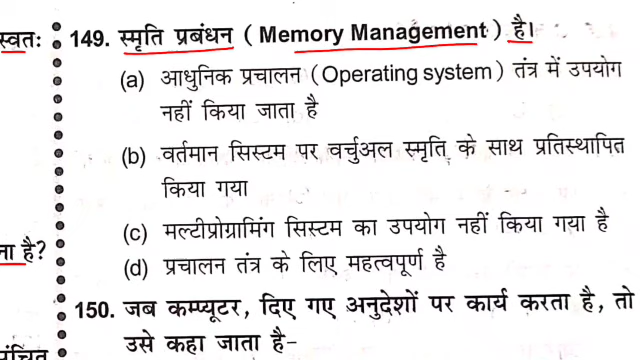 स्वतः
149. स्मृति प्रबंधन ( Memory Management ) है।
(a) आधुनिक प्रचालन ( Operating system ) तंत्र में उपयोग
नहीं किया जाता है
(b) वर्तमान सिस्टम पर वर्चुअल स्मृति के साथ प्रतिस्थापित
किया गया
(c) मल्टीप्रोग्रामिंग सिस्टम का उपयोग नहीं किया गया है
ना है?
(d) प्रचालन तंत्र के लिए महत्वपूर्ण है
150. जब कम्प्यूटर, दिए गए अनुदेशों पर कार्य करता है, तो
उसे कहा जाता है-